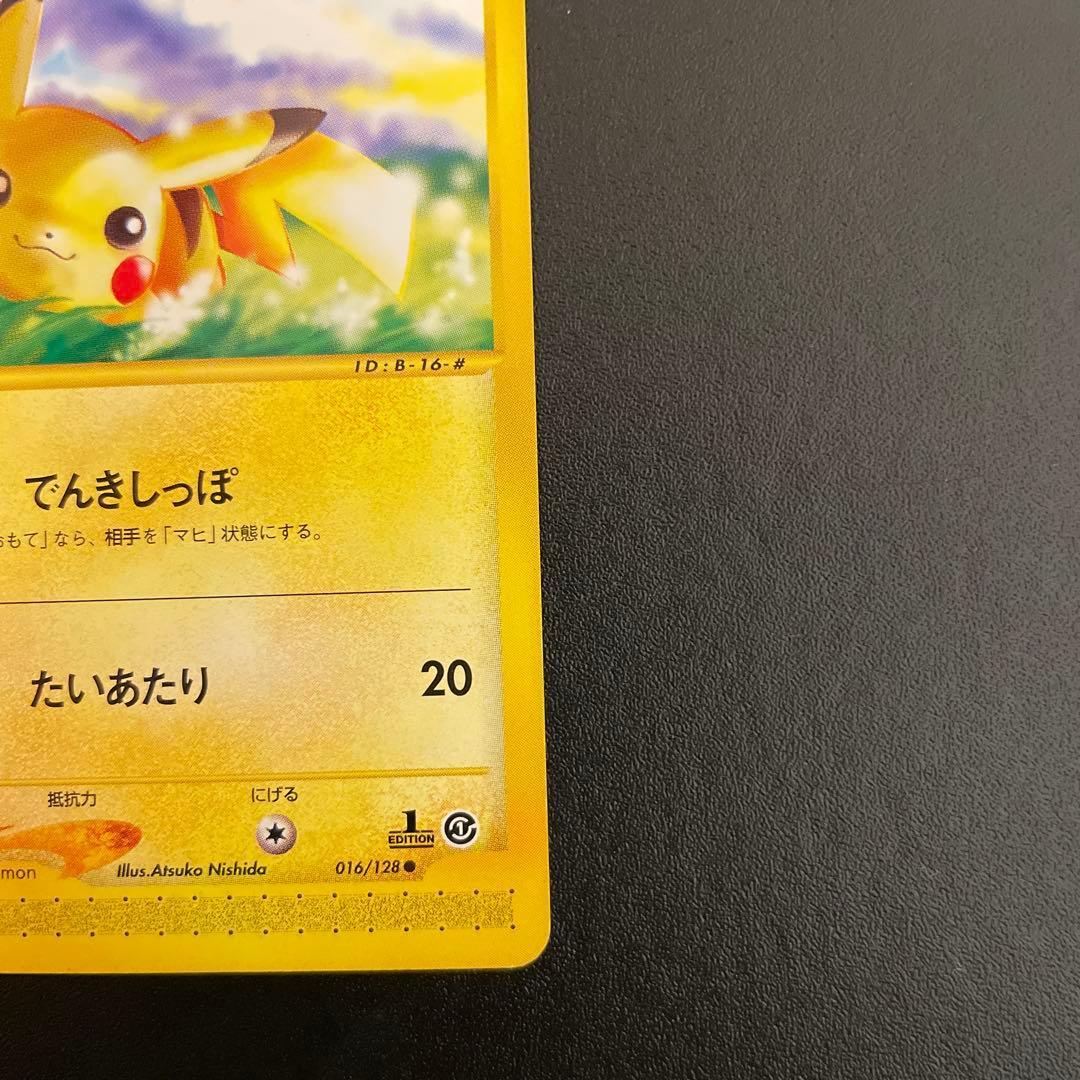 ID:B-16-#
でんきしっぽ
おもて」なら、相手を「マヒ」状態にする。
たいあたり 20
抵抗力 にげる
1
EDITION
mon Illus.Atsuko Nishida 016/128●